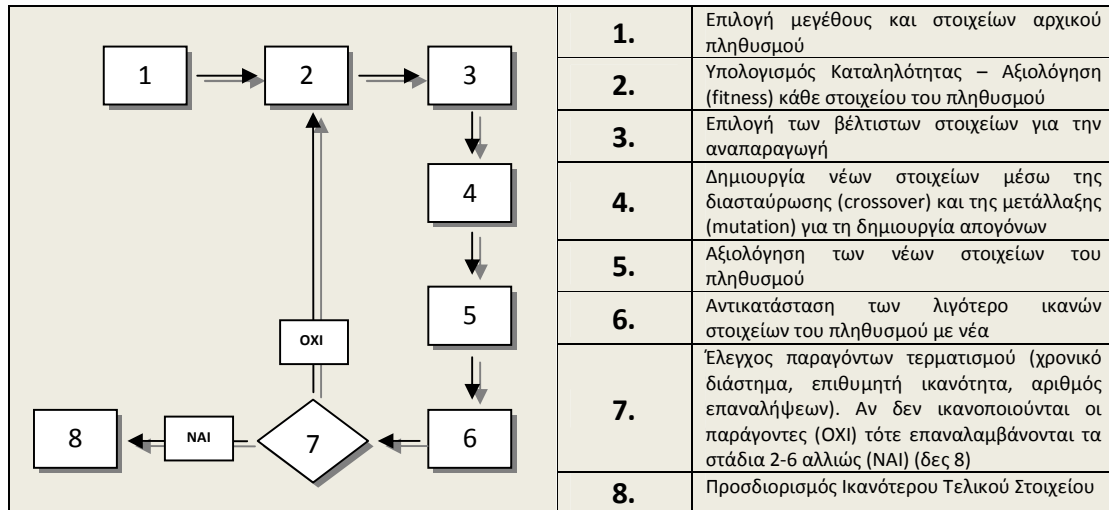 1
2
3
4
5
6
7
8
ΟΧΙ
ΝΑΙ
1.
Επιλογή μεγέθους και στοιχείων αρχικού
πληθυσμού
2.
Υπολογισμός Καταληλότητας – Αξιολόγηση
(fitness) κάθε στοιχείου του πληθυσμού
3.
Επιλογή των βέλτιστων στοιχείων για την
αναπαραγωγή
4.
Δημιουργία νέων στοιχείων μέσω της
διασταύρωσης (crossover) και της μετάλλαξης
(mutation) για τη δημιουργία απογόνων
5.
Αξιολόγηση των νέων στοιχείων του
πληθυσμού
6.
Αντικατάσταση των λιγότερο ικανών
στοιχείων του πληθυσμού με νέα
7.
Έλεγχος παραγόντων τερματισμού (χρονικό
διάστημα, επιθυμητή ικανότητα, αριθμός
επαναλήψεων). Αν δεν ικανοποιούνται οι
παράγοντες (ΟΧΙ) τότε επαναλαμβάνονται τα
στάδια 2-6 αλλιώς (ΝΑΙ) (δες 8)
8.
Προσδιορισμός Ικανότερου Τελικού Στοιχείου